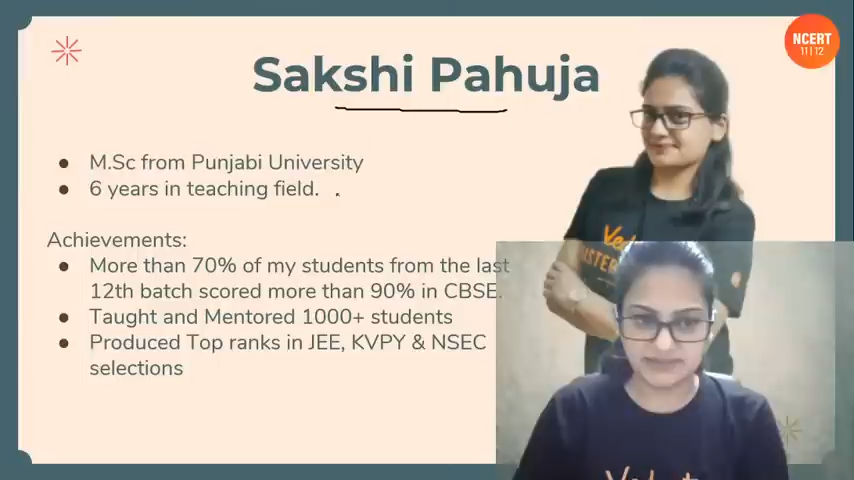 NCERT
11|12
Sakshi Pahuja
● M.Sc from Punjabi University
● 6 years in teaching field.
Achievements:
● More than 70% of my students from the last
12th batch scored more than 90% in CBSE.
● Taught and Mentored 1000+ students
● Produced Top ranks in JEE, KVPY & NSEC
selections